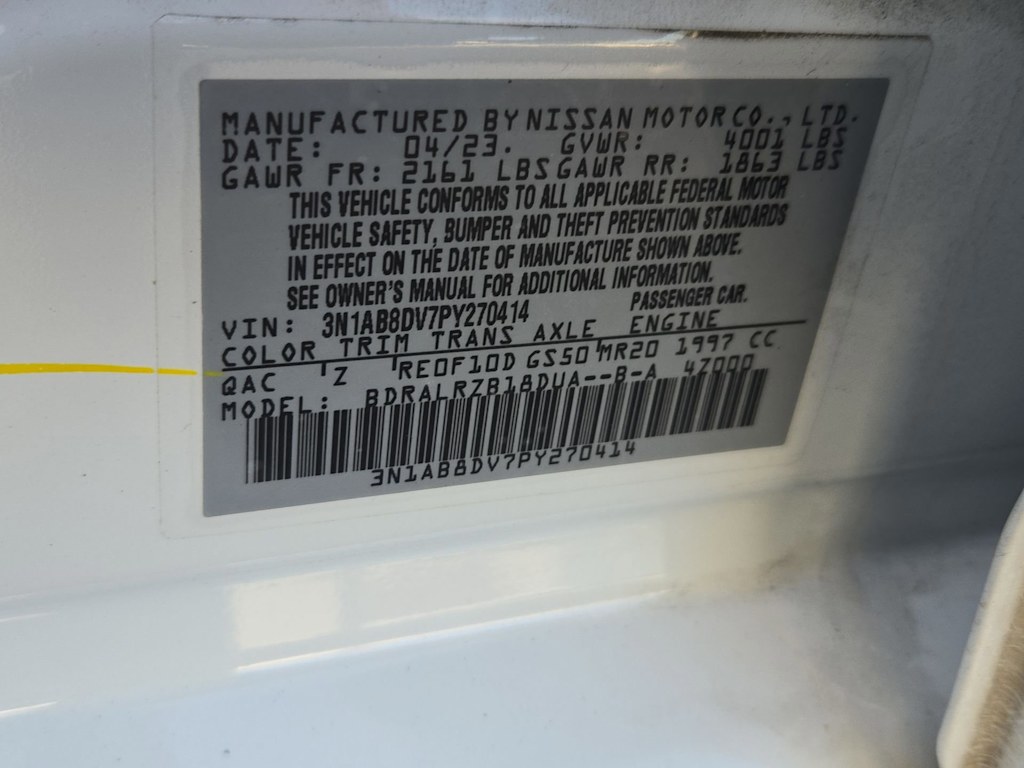 MANUFACTURED BY NISSAN MOTOR CO., LTD.
DATE: 04/23. GVWR: 4001 LBS
GAWR FR: 2161 LBS GAWR RR: 1863 LBS
THIS VEHICLE CONFORMS TO ALL APPLICABLE FEDERAL MOTOR
VEHICLE SAFETY, BUMPER AND THEFT PREVENTION STANDARDS
IN EFFECT ON THE DATE OF MANUFACTURE SHOWN ABOVE.
SEE OWNER'S MANUAL FOR ADDITIONAL INFORMATION.
VIN: 3N1AB8DV7PY270414 PASSENGER CAR.
COLOR TRIM TRANS AXLE ENGINE
QAC Z RE0F10D GS50 MR20 1997 CC
MODEL: BDRALRZB18DUA--B-A 4Z000
3N1AB8DV7PY270414